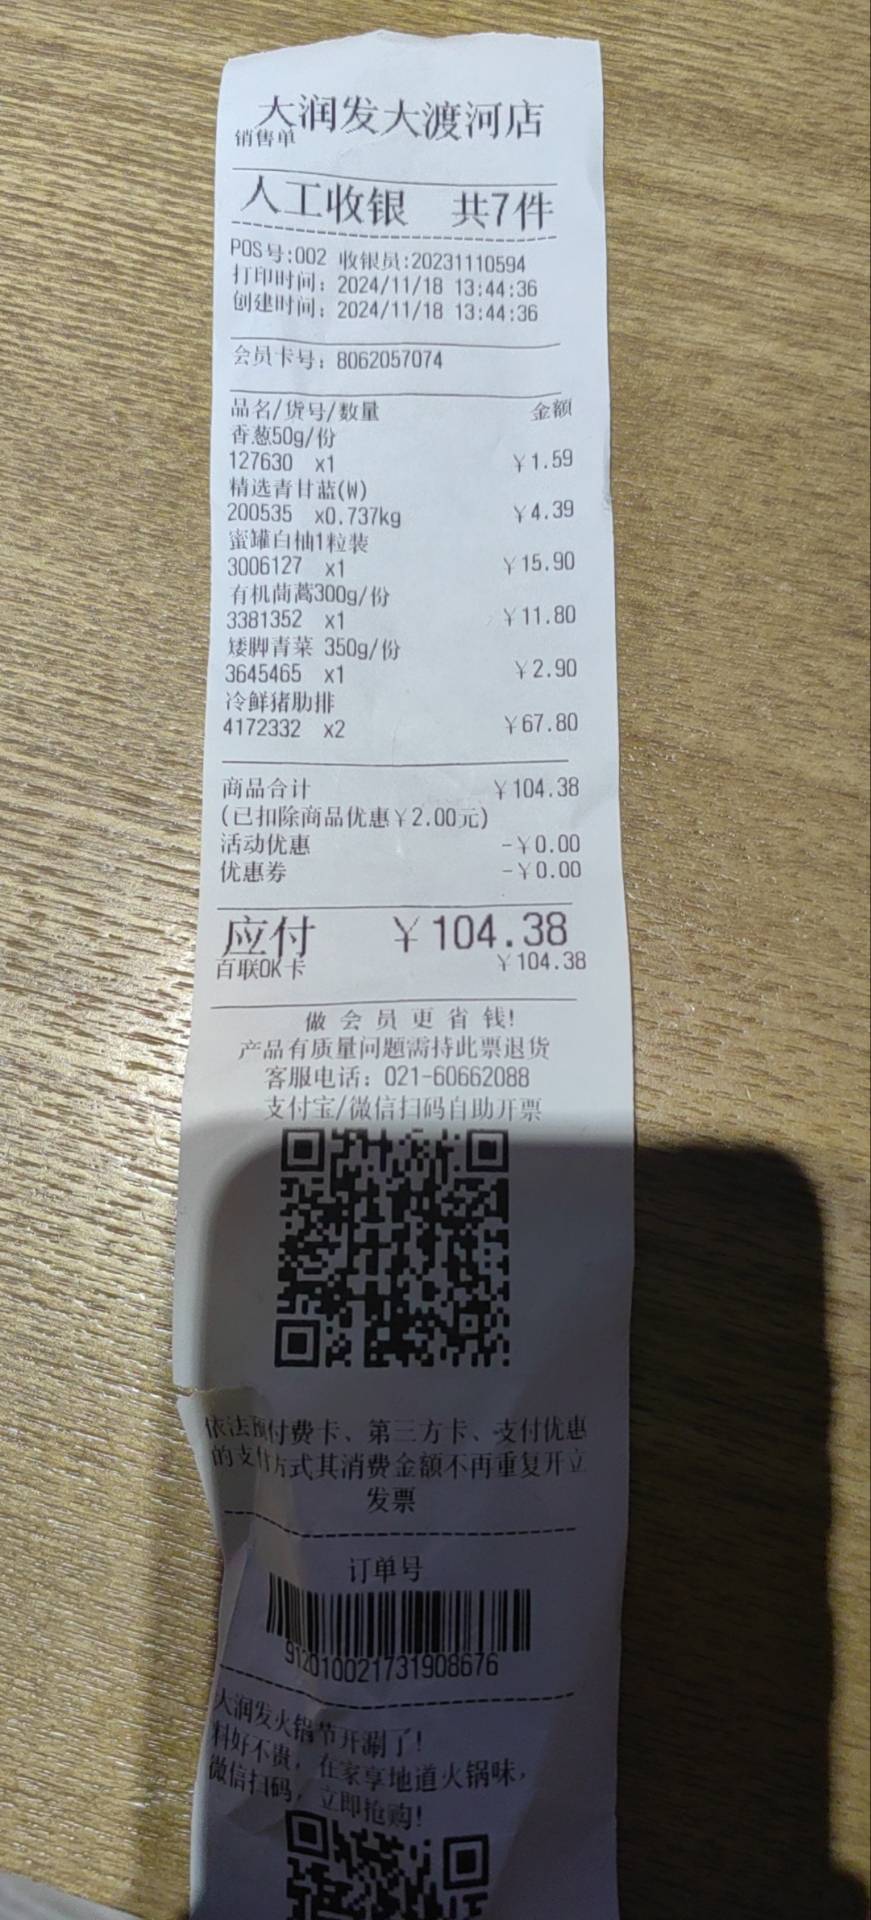 大润发大渡河店
销售单
人工收银 共7件
POS号:002 收银员:20231110594
打印时间: 2024/11/18 13:44:36
创建时间: 2024/11/18 13:44:36
会员卡号: 8062057074
品名/货号/数量 金额
香葱50g/份
127630 x1 ￥1.59
精选青甘蓝(W)
200535 x0.737kg ￥4.39
蜜罐白柚1粒装
3006127 x1 ￥15.90
有机茼蒿300g/份
3381352 x1 ￥11.80
矮脚青菜 350g/份
3645465 x1 ￥2.90
冷鲜猪肋排
4172332 x2 ￥67.80
商品合计 ￥104.38
(已扣除商品优惠￥2.00元)
活动优惠 -￥0.00
优惠券 -￥0.00
应付 ￥104.38
百联OK卡 ￥104.38
做会员更省钱!
产品有质量问题需持此票退货
客服电话: 021-60662088
支付宝/微信扫码自助开票
依法预付费卡、第三方卡、支付优惠
的支付方式其消费金额不再重复开立
发票
订单号
912010021731908676
大润发火锅节开涮了!
料好不贵, 在家享地道火锅味,
微信扫码, 立即抢购!